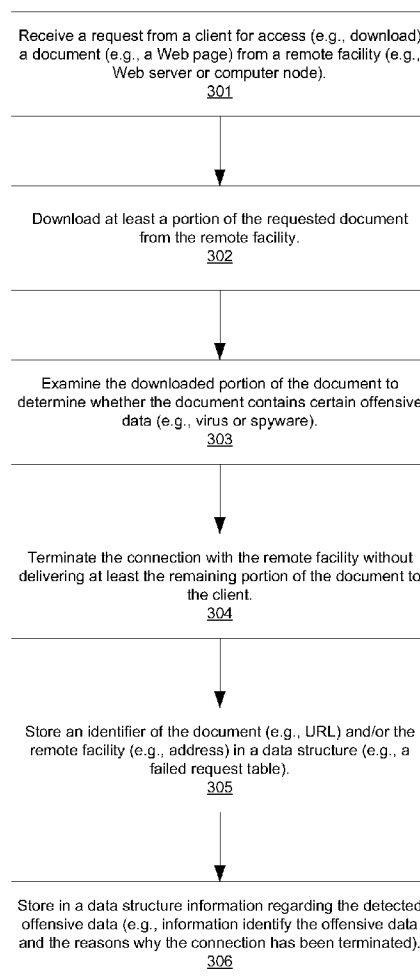 Receive a request from a client for access (e.g., download)
a document (e.g., a Web page) from a remote facility (e.g.,
Web server or computer node).
301
Download at least a portion of the requested document
from the remote facility.
302
Examine the downloaded portion of the document to
determine whether the document contains certain offensive
data (e.g., virus or spyware).
303
Terminate the connection with the remote facility without
delivering at least the remaining portion of the document to
the client.
304
Store an identifier of the document (e.g., URL) and/or the
remote facility (e.g., address) in a data structure (e.g., a
failed request table).
305
Store in a data structure information regarding the detected
offensive data (e.g., information identify the offensive data
and the reasons why the connection has been terminated).
306